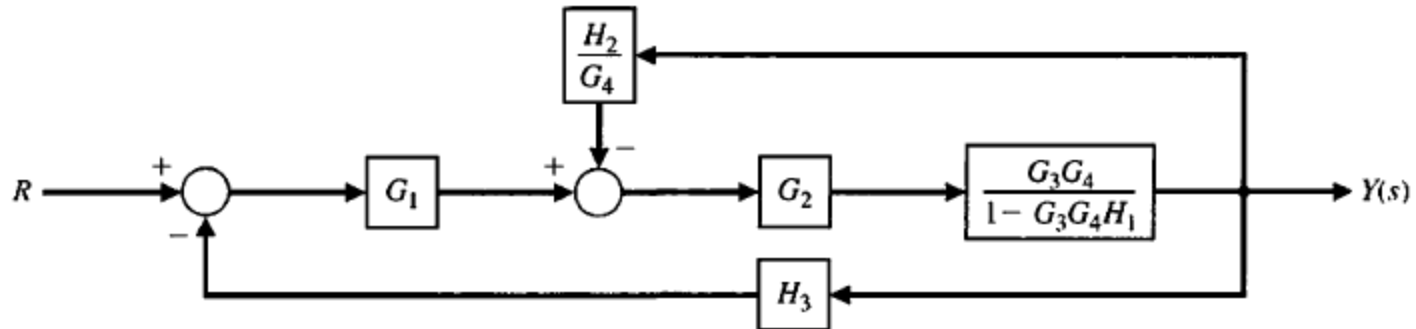 H₂
G₄
+
−
R
+
−
G₁
G₂
G₃G₄
1 − G₃G₄H₁
Y(s)
H₃